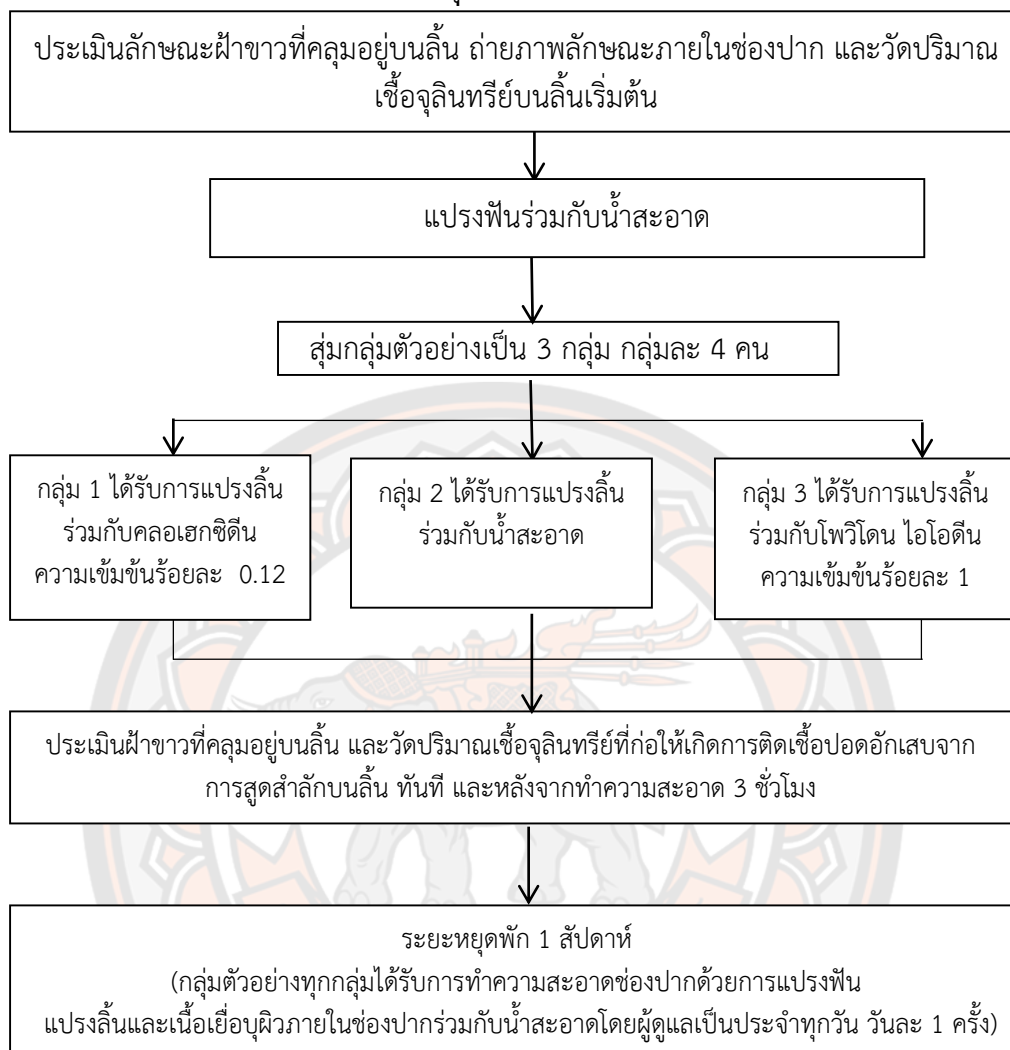 ประเมินลักษณะฝ้าขาวที่คลุมอยู่บนลิ้น ถ่ายภาพลักษณะภายในช่องปาก และวัดปริมาณ
เชื้อจุลินทรีย์บนลิ้นเริ่มต้น
แปรงฟันร่วมกับน้ำสะอาด
สุ่มกลุ่มตัวอย่างเป็น 3 กลุ่ม กลุ่มละ 4 คน
กลุ่ม 1 ได้รับการแปรงลิ้น
ร่วมกับคลอเฮกซิดีน
ความเข้มข้นร้อยละ 0.12
กลุ่ม 2 ได้รับการแปรงลิ้น
ร่วมกับน้ำสะอาด
กลุ่ม 3 ได้รับการแปรงลิ้น
ร่วมกับโพวิโดน ไอโอดีน
ความเข้มข้นร้อยละ 1
ประเมินฝ้าขาวที่คลุมอยู่บนลิ้น และวัดปริมาณเชื้อจุลินทรีย์ที่ก่อให้เกิดการติดเชื้อปอดอักเสบจาก
การสูดสำลักบนลิ้น ทันที และหลังจากทำความสะอาด 3 ชั่วโมง
ระยะหยุดพัก 1 สัปดาห์
(กลุ่มตัวอย่างทุกกลุ่มได้รับการทำความสะอาดช่องปากด้วยการแปรงฟัน
แปรงลิ้นและเนื้อเยื่อบุผิวภายในช่องปากร่วมกับน้ำสะอาดโดยผู้ดูแลเป็นประจำทุกวัน วันละ 1 ครั้ง)